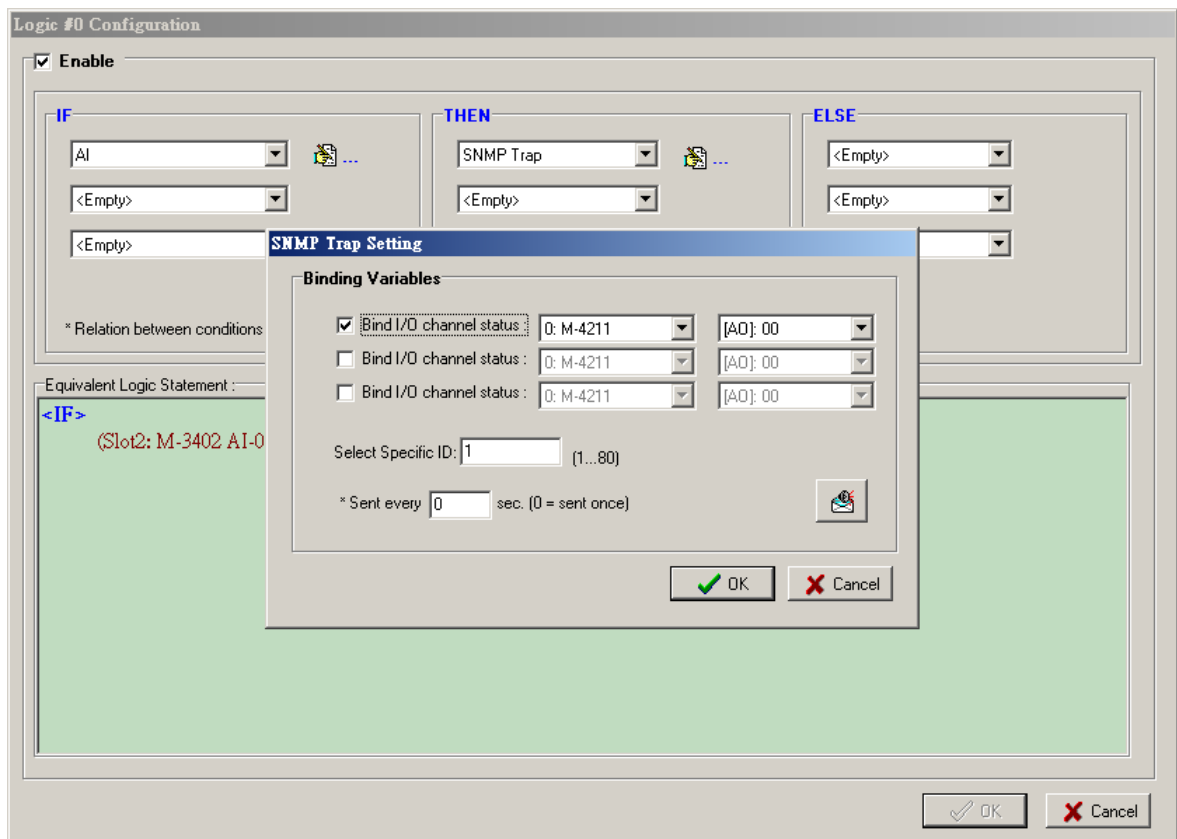 Logic #0 Configuration
Enable
IF THEN ELSE
AI ... SNMP Trap ... <Empty>
<Empty> <Empty> <Empty>
<Empty>
* Relation between conditions
SNMP Trap Setting
Binding Variables
Bind I/O channel status : 0: M-4211 [AO]: 00
Bind I/O channel status : 0: M-4211 [AO]: 00
Bind I/O channel status : 0: M-4211 [AO]: 00
Select Specific ID: 1 (1...80)
* Sent every 0 sec. (0 = sent once)
OK Cancel
Equivalent Logic Statement :
<IF>
(Slot2: M-3402 AI-0
OK Cancel